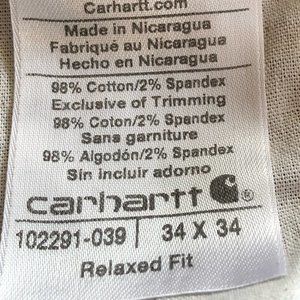 Carhartt.com
Made in Nicaragua
Fabriqué au Nicaragua
Hecho en Nicaragua
98% Cotton/2% Spandex
Exclusive of Trimming
98% Coton/2% Spandex
Sans garniture
98% Algodón/2% Spandex
Sin incluir adorno
carhartt ®
102291-039 | 34 X 34
Relaxed Fit